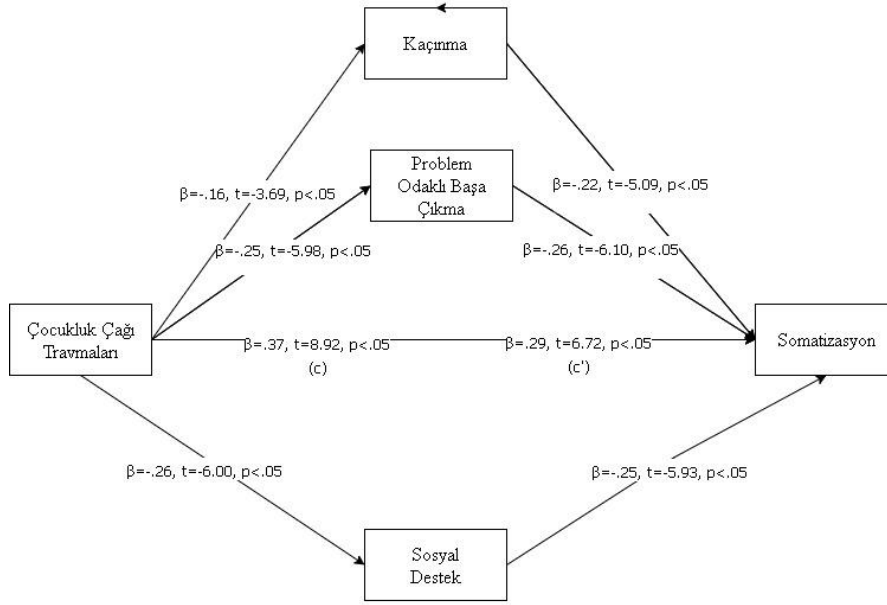 Kaçınma
Problem
Odaklı Başa
Çıkma
β=-.16, t=-3.69, p<.05
β=-.22, t=-5.09, p<.05
β=-.25, t=-5.98, p<.05
β=-.26, t=-6.10, p<.05
Çocukluk Çağı
Travmaları
β=.37, t=8.92, p<.05
(c)
β=.29, t=6.72, p<.05
(c')
Somatizasyon
β=-.26, t=-6.00, p<.05
β=-.25, t=-5.93, p<.05
Sosyal
Destek